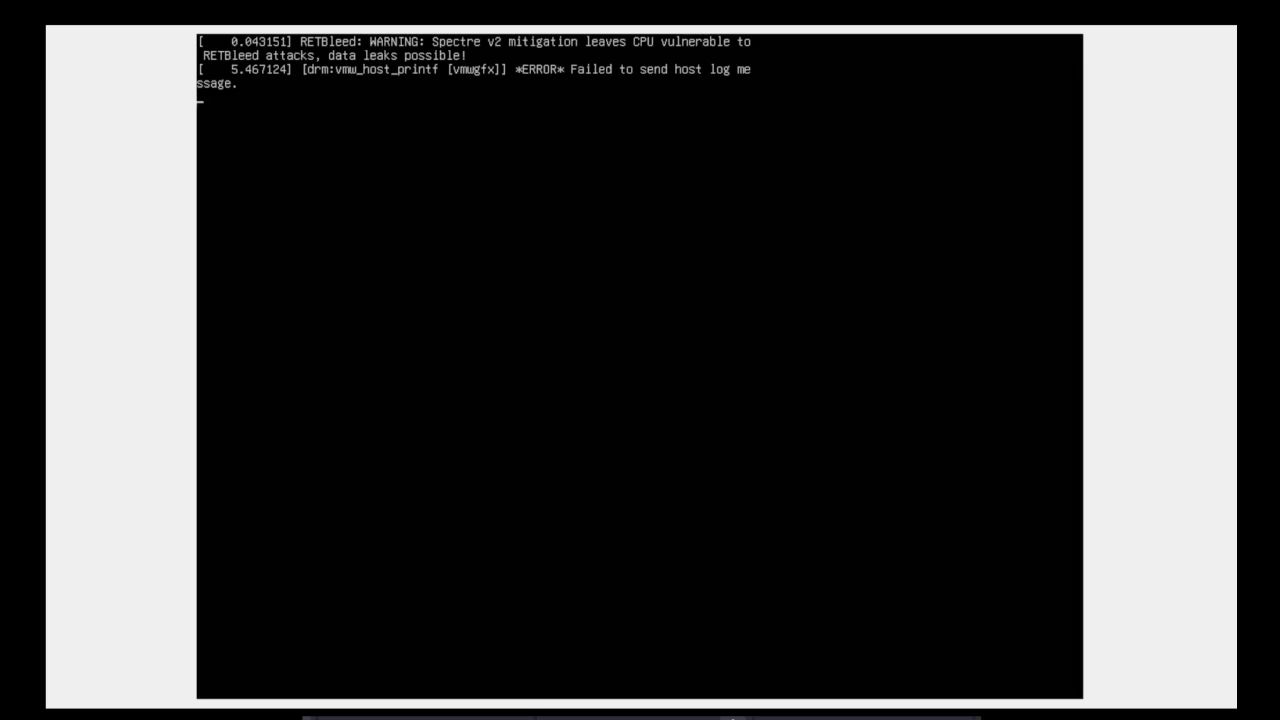 [    0.043151] RETBleed: WARNING: Spectre v2 mitigation leaves CPU vulnerable to
 RETBleed attacks, data leaks possible!
[    5.467124] [drm:vmw_host_printf [vmwgfx]] *ERROR* Failed to send host log me
ssage.